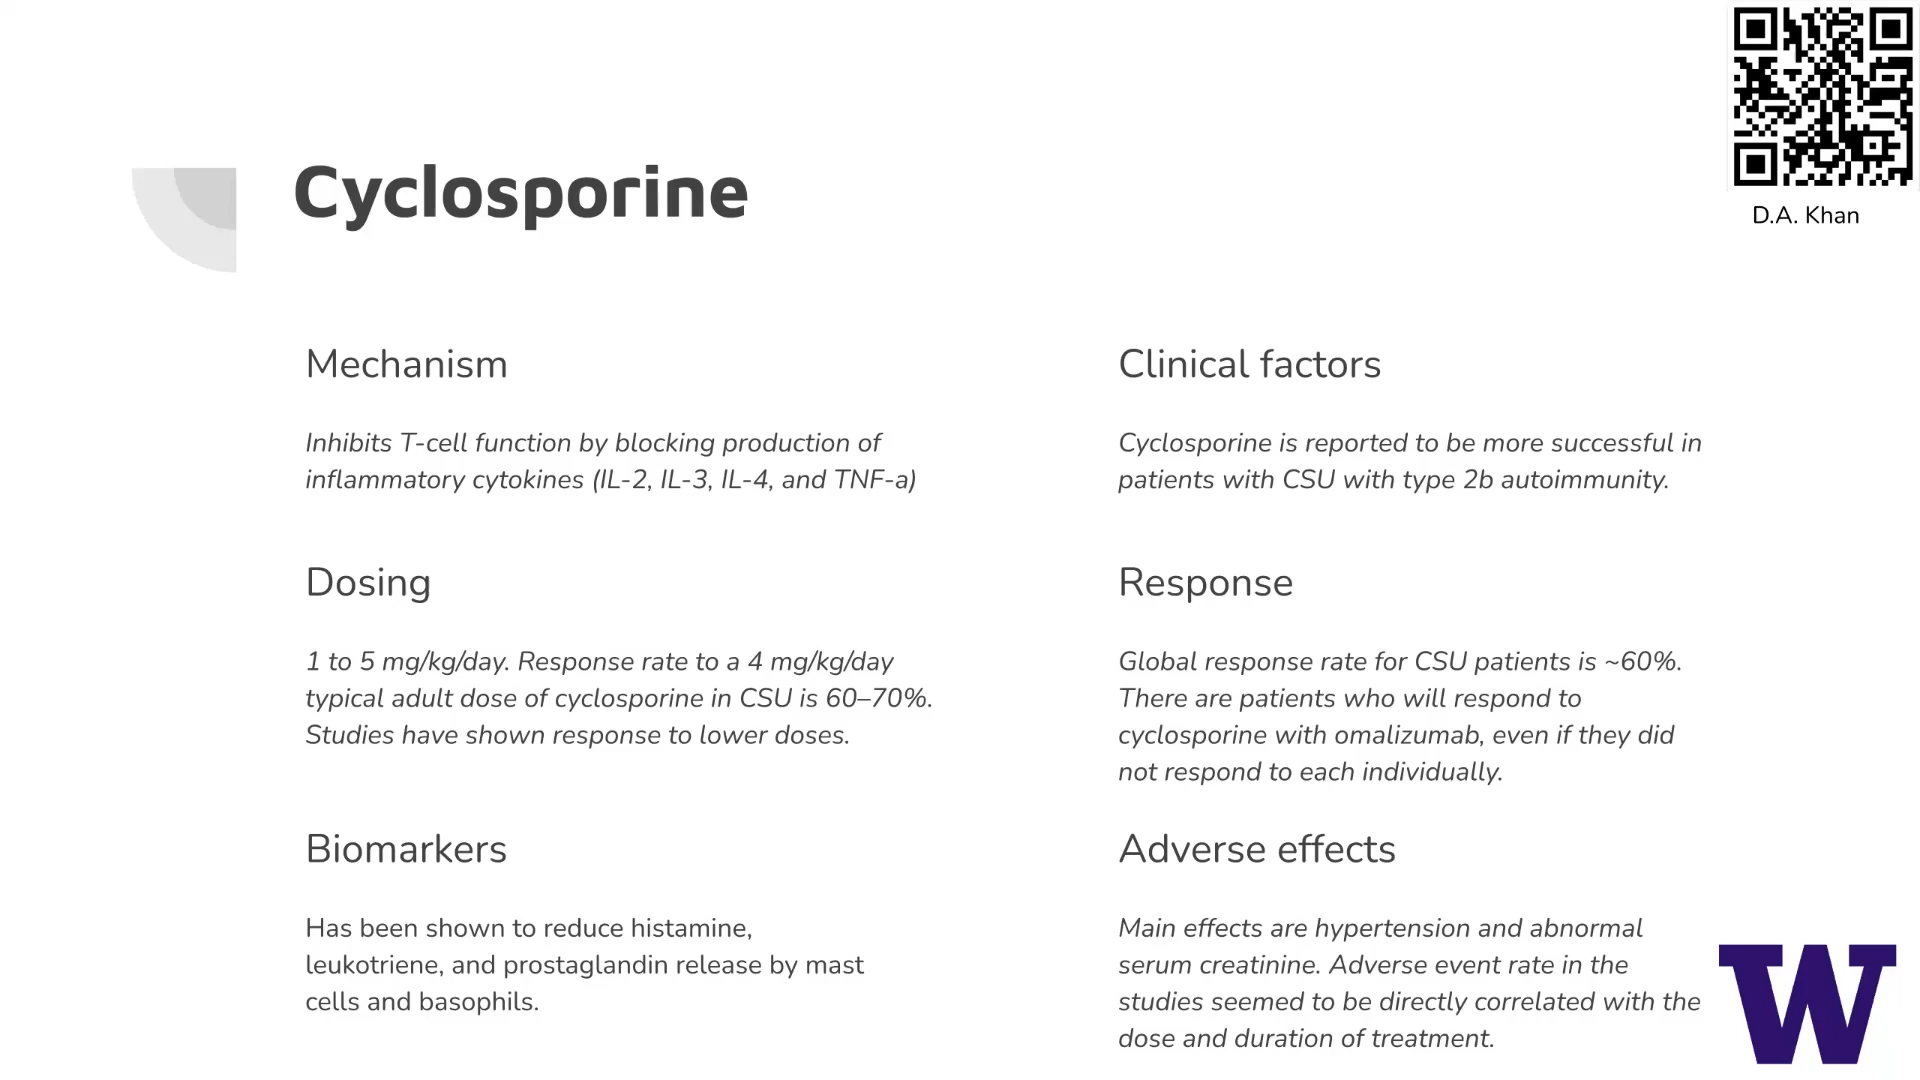 D.A. Khan
Cyclosporine
Mechanism
Inhibits T-cell function by blocking production of
inflammatory cytokines (IL-2, IL-3, IL-4, and TNF-a)
Dosing
1 to 5 mg/kg/day. Response rate to a 4 mg/kg/day
typical adult dose of cyclosporine in CSU is 60–70%.
Studies have shown response to lower doses.
Biomarkers
Has been shown to reduce histamine,
leukotriene, and prostaglandin release by mast
cells and basophils.
Clinical factors
Cyclosporine is reported to be more successful in
patients with CSU with type 2b autoimmunity.
Response
Global response rate for CSU patients is ~60%.
There are patients who will respond to
cyclosporine with omalizumab, even if they did
not respond to each individually.
Adverse effects
Main effects are hypertension and abnormal
serum creatinine. Adverse event rate in the
studies seemed to be directly correlated with the
dose and duration of treatment.
W